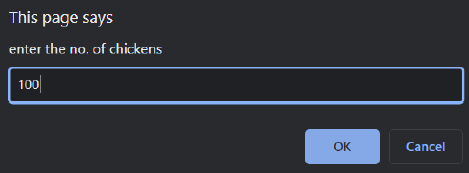 This page says
enter the no. of chickens
100
OK
Cancel